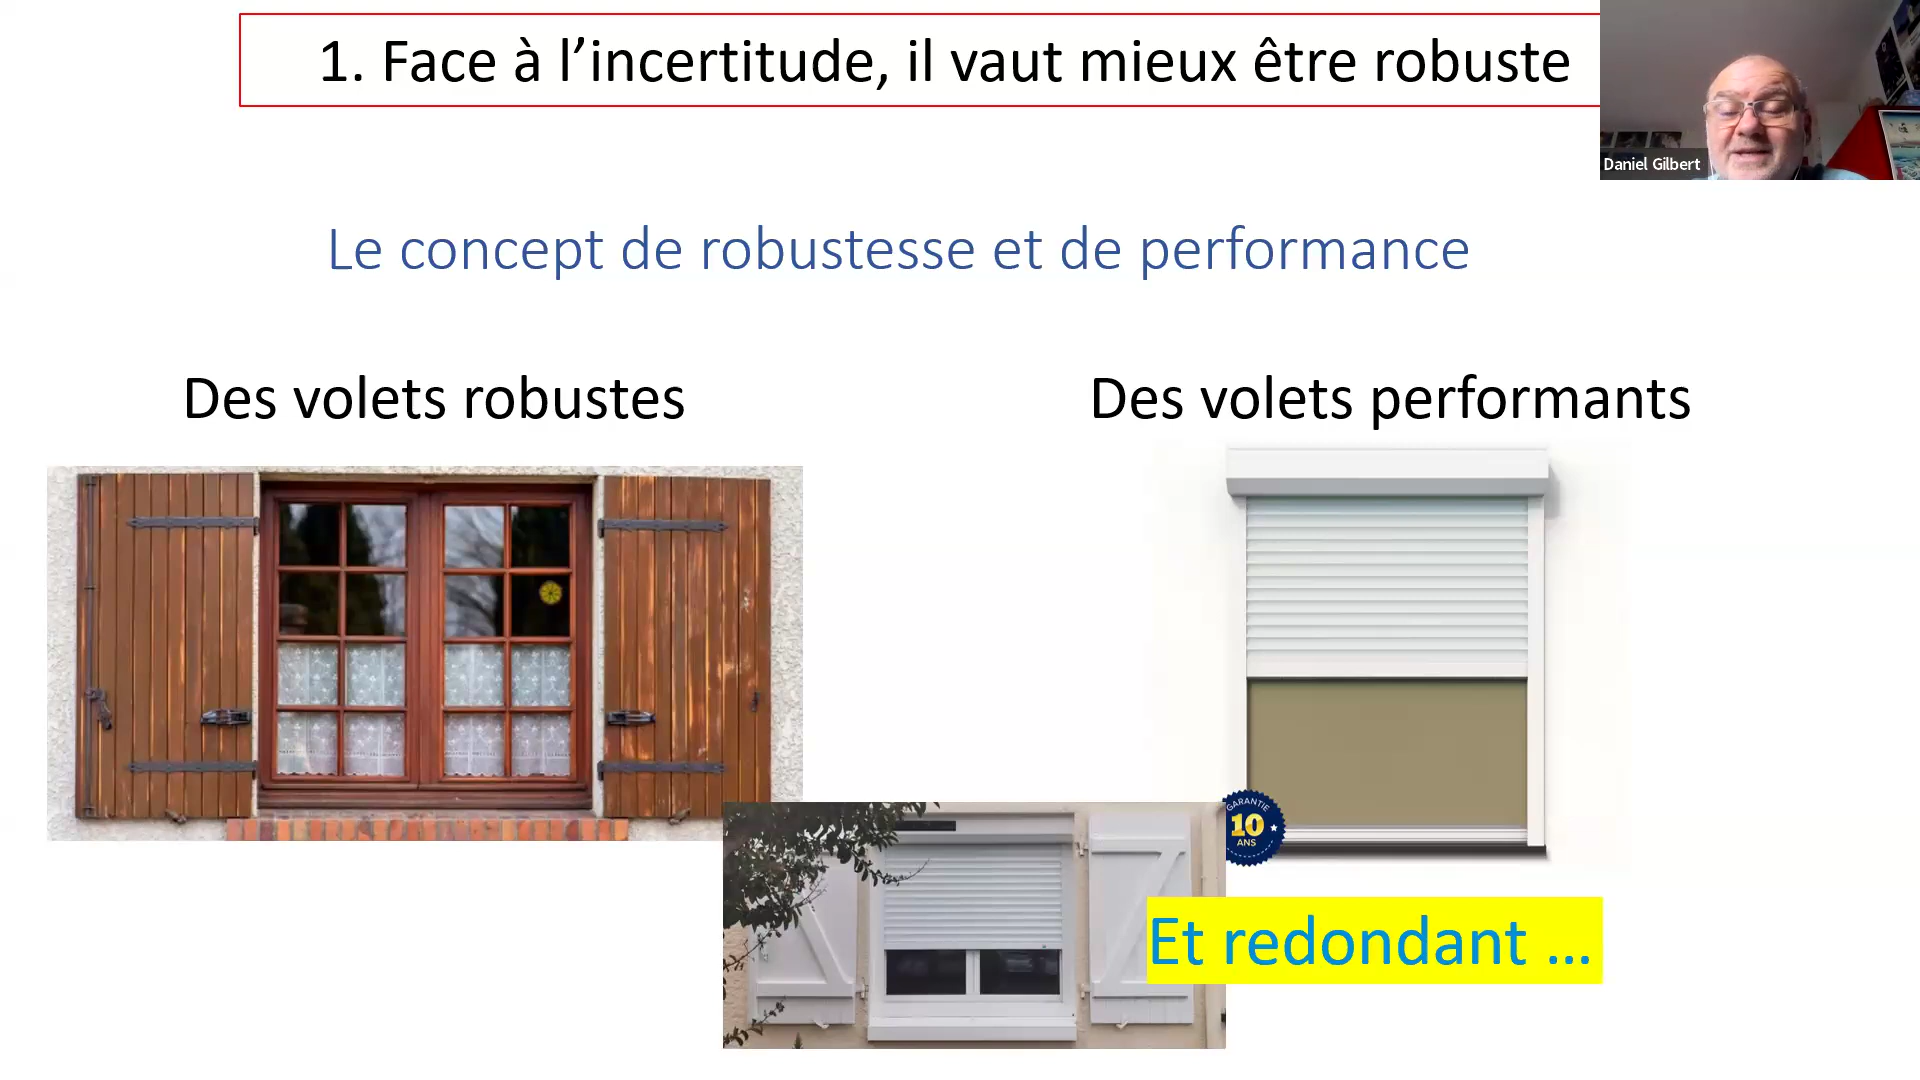 1. Face à l’incertitude, il vaut mieux être robuste
Daniel Gilbert
Le concept de robustesse et de performance
Des volets robustes
Des volets performants
GARANTIE
10
ANS
Et redondant ...